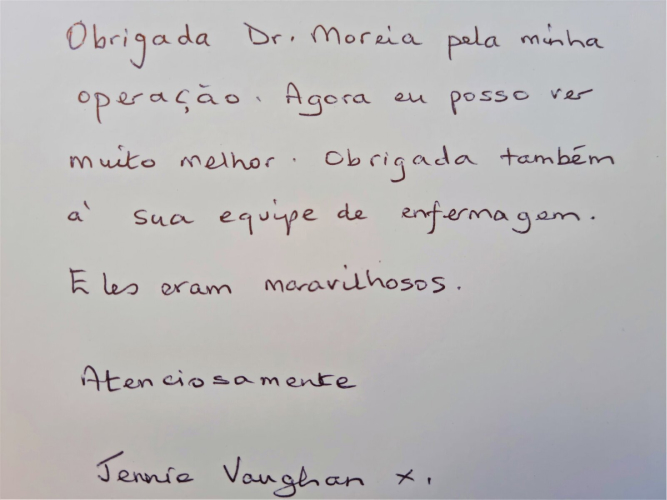 Obrigada Dr. Moreia pela minha
operação. Agora eu posso ver
muito melhor. Obrigada também
à sua equipe de enfermagem.
Eles eram maravilhosos.
Atenciosamente
Jennie Vaughan x.